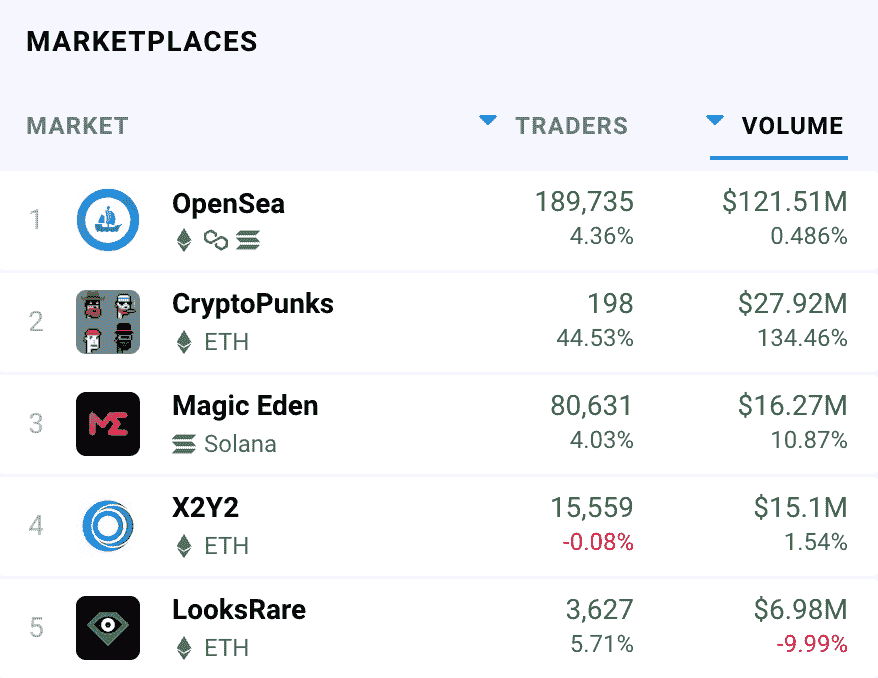 MARKETPLACES
MARKET TRADERS VOLUME
1 OpenSea 189,735 $121.51M
4.36% 0.486%
2 CryptoPunks 198 $27.92M
ETH 44.53% 134.46%
3 Magic Eden 80,631 $16.27M
Solana 4.03% 10.87%
4 X2Y2 15,559 $15.1M
ETH -0.08% 1.54%
5 LooksRare 3,627 $6.98M
ETH 5.71% -9.99%